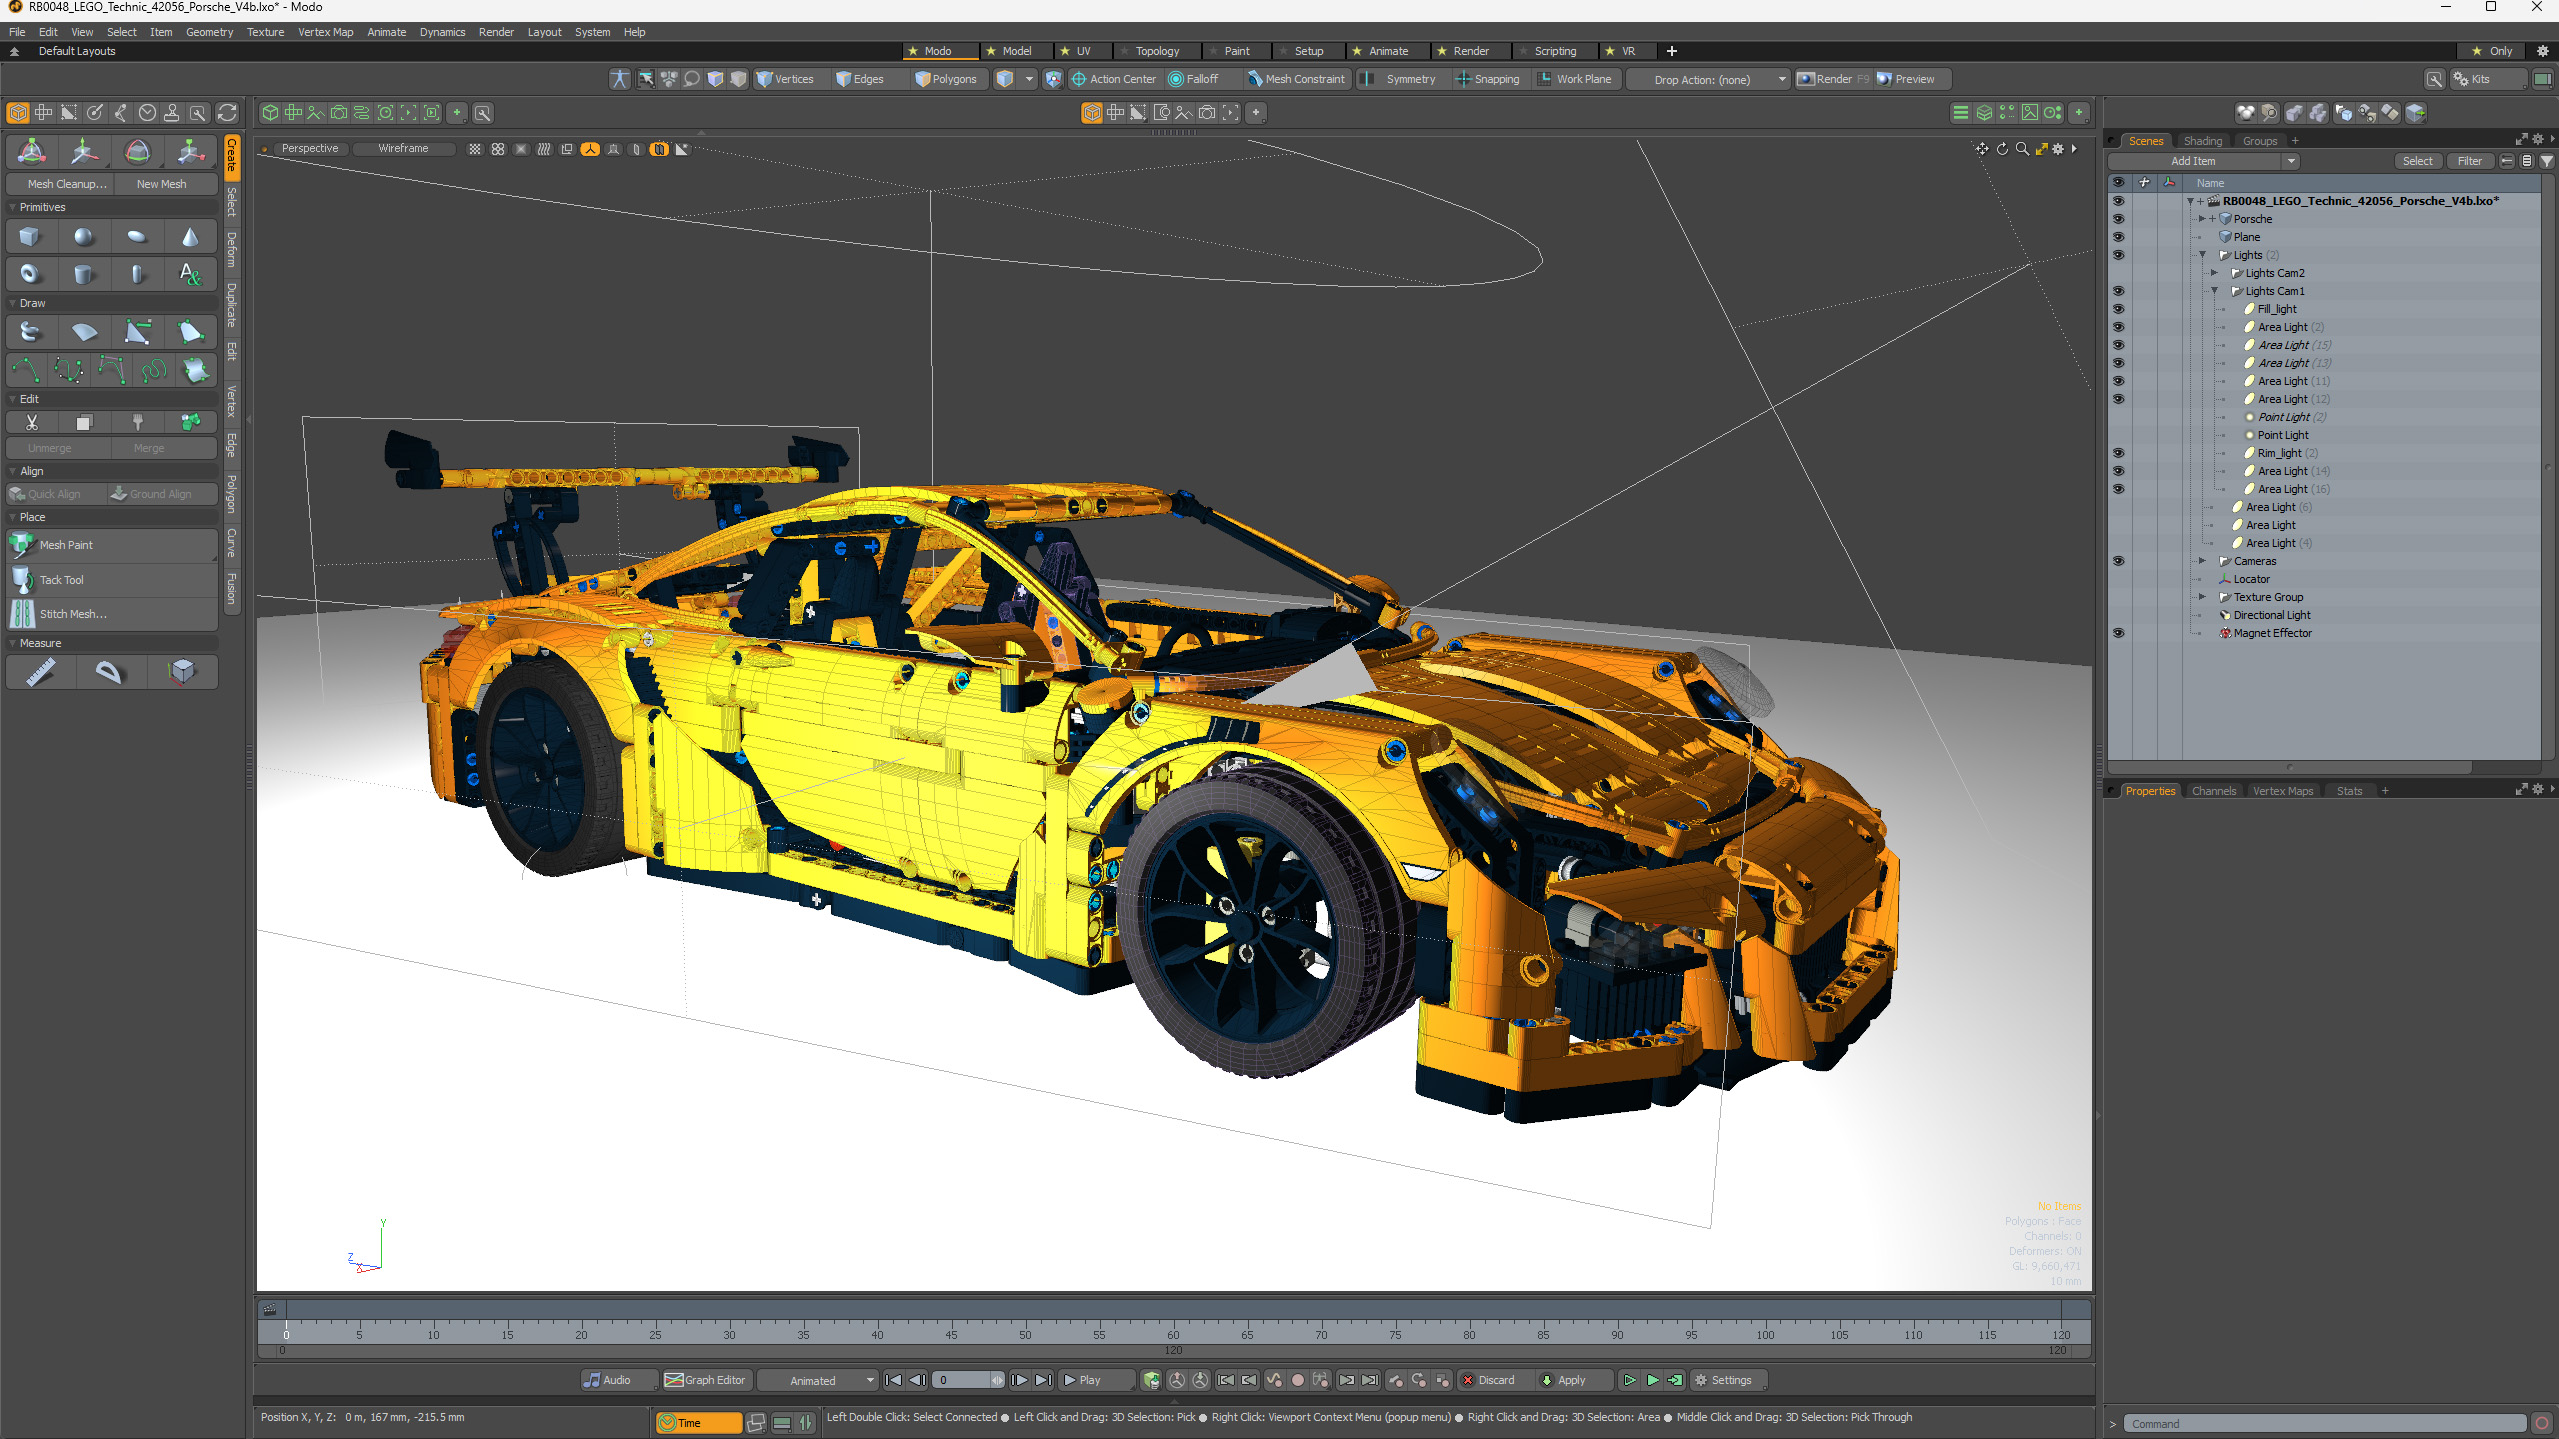 RB0048_LEGO_Technic_42056_Porsche_V4b.lxo* - Modo
File Edit View Select Item Geometry Texture Vertex Map Animate Dynamics Render Layout System Help
Default Layouts
Modo Model UV Topology Paint Setup Animate Render Scripting VR Only
Vertices Edges Polygons Action Center Falloff Mesh Constraint Symmetry Snapping Work Plane Drop Action: (none) Render F9 Preview Kits
Create
Select
Deform
Duplicate
Edit
Vertex
Edge
Polygon
Curve
Fusion
Mesh Cleanup... New Mesh
Primitives
Draw
Edit
Unmerge Merge
Align
Quick Align Ground Align
Place
Mesh Paint
Tack Tool
Stitch Mesh...
Measure
Perspective Wireframe
Y
Z
X
No Items
Polygons : Face
Channels: 0
Deformers: ON
GL: 9,660,471
10 mm
Scenes Shading Groups
Add Item Select Filter
Name
RB0048_LEGO_Technic_42056_Porsche_V4b.lxo*
Porsche
Plane
Lights (2)
Lights Cam2
Lights Cam1
Fill_light
Area Light (2)
Area Light (15)
Area Light (13)
Area Light (11)
Area Light (12)
Point Light (2)
Point Light
Rim_light (2)
Area Light (14)
Area Light (16)
Area Light (6)
Area Light
Area Light (4)
Cameras
Locator
Texture Group
Directional Light
Magnet Effector
Properties Channels Vertex Maps Stats
0 5 10 15 20 25 30 35 40 45 50 55 60 65 70 75 80 85 90 95 100 105 110 115 120
0 120 120
Audio Graph Editor Animated 0 Play Discard Apply Settings
Position X, Y, Z: 0 m, 167 mm, -215.5 mm
Time
Left Double Click: Select Connected ● Left Click and Drag: 3D Selection: Pick ● Right Click: Viewport Context Menu (popup menu) ● Right Click and Drag: 3D Selection: Area ● Middle Click and Drag: 3D Selection: Pick Through
> Command